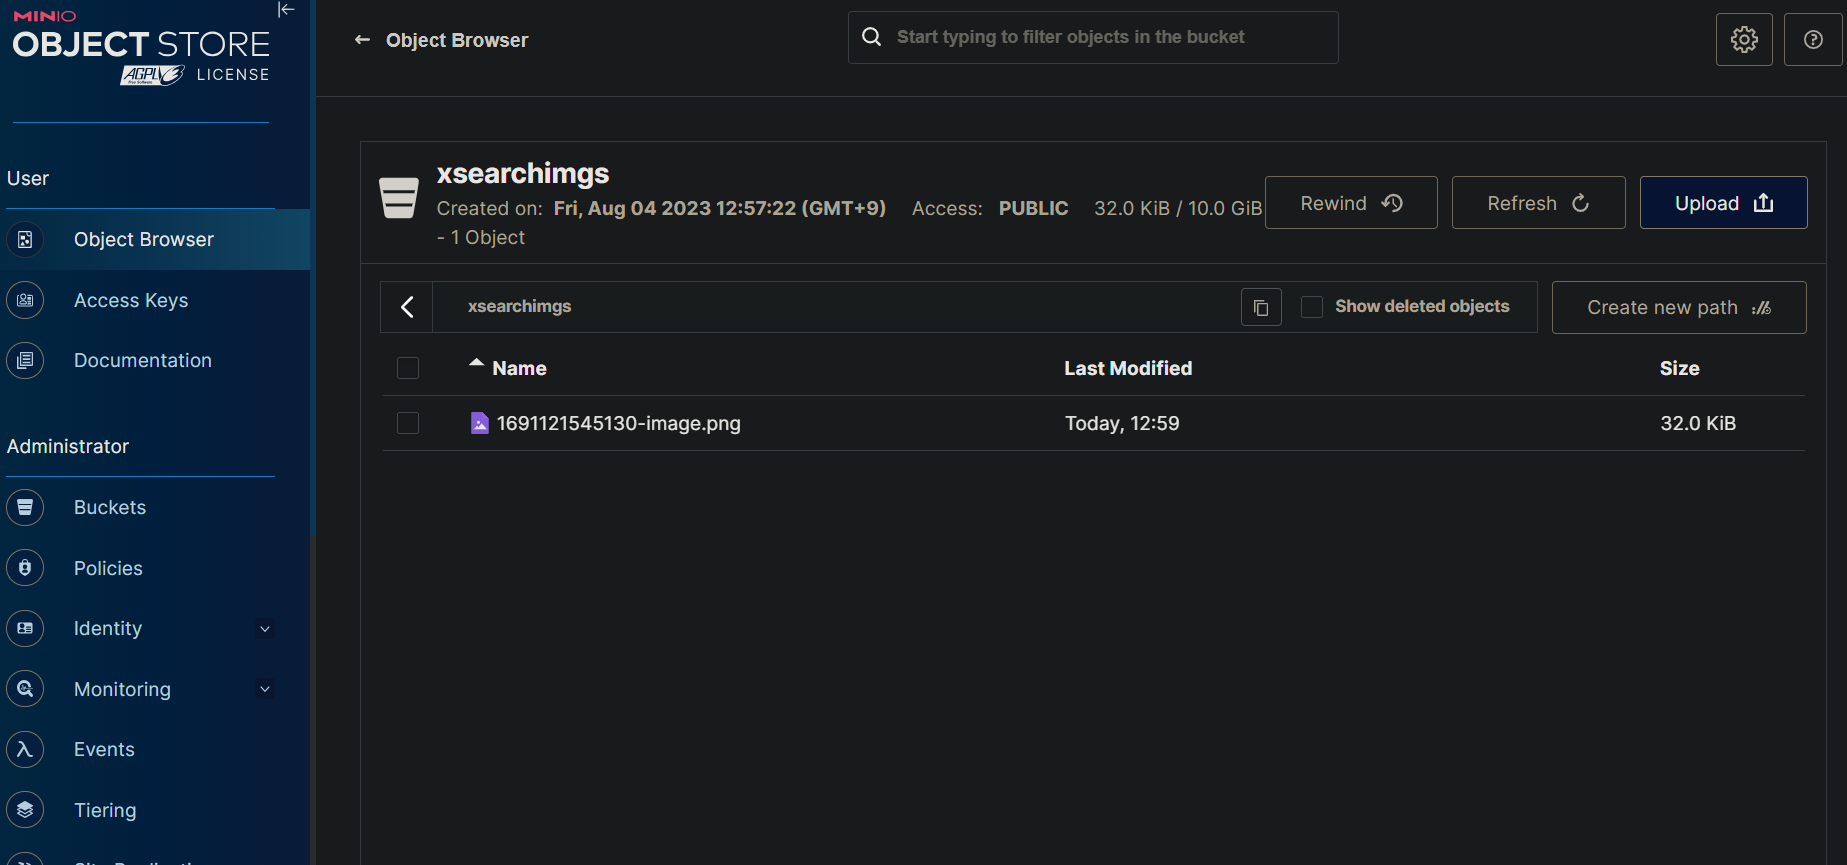 MINIO
OBJECT STORE
AGPL v3 LICENSE
Object Browser
Start typing to filter objects in the bucket
User
Object Browser
Access Keys
Documentation
Administrator
Buckets
Policies
Identity
Monitoring
Events
Tiering
xsearchimgs
Created on: Fri, Aug 04 2023 12:57:22 (GMT+9) Access: PUBLIC 32.0 KiB / 10.0 GiB
- 1 Object
Rewind
Refresh
Upload
xsearchimgs
Show deleted objects
Create new path
Name Last Modified Size
1691121545130-image.png Today, 12:59 32.0 KiB